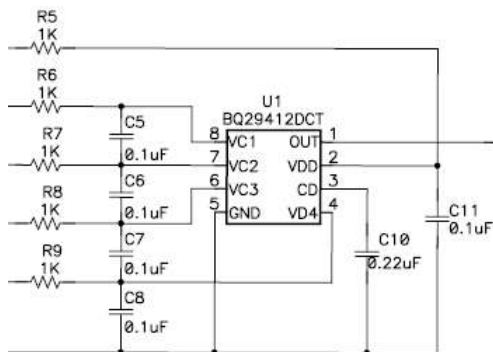 R5
1K
R6
1K
R7
1K
R8
1K
R9
1K
C5
0.1uF
C6
0.1uF
C7
0.1uF
C8
0.1uF
U1
BQ29412DCT
8 VC1 OUT 1
7 VC2 VDD 2
6 VC3 CD 3
5 GND VD4 4
C10
0.22uF
C11
0.1uF